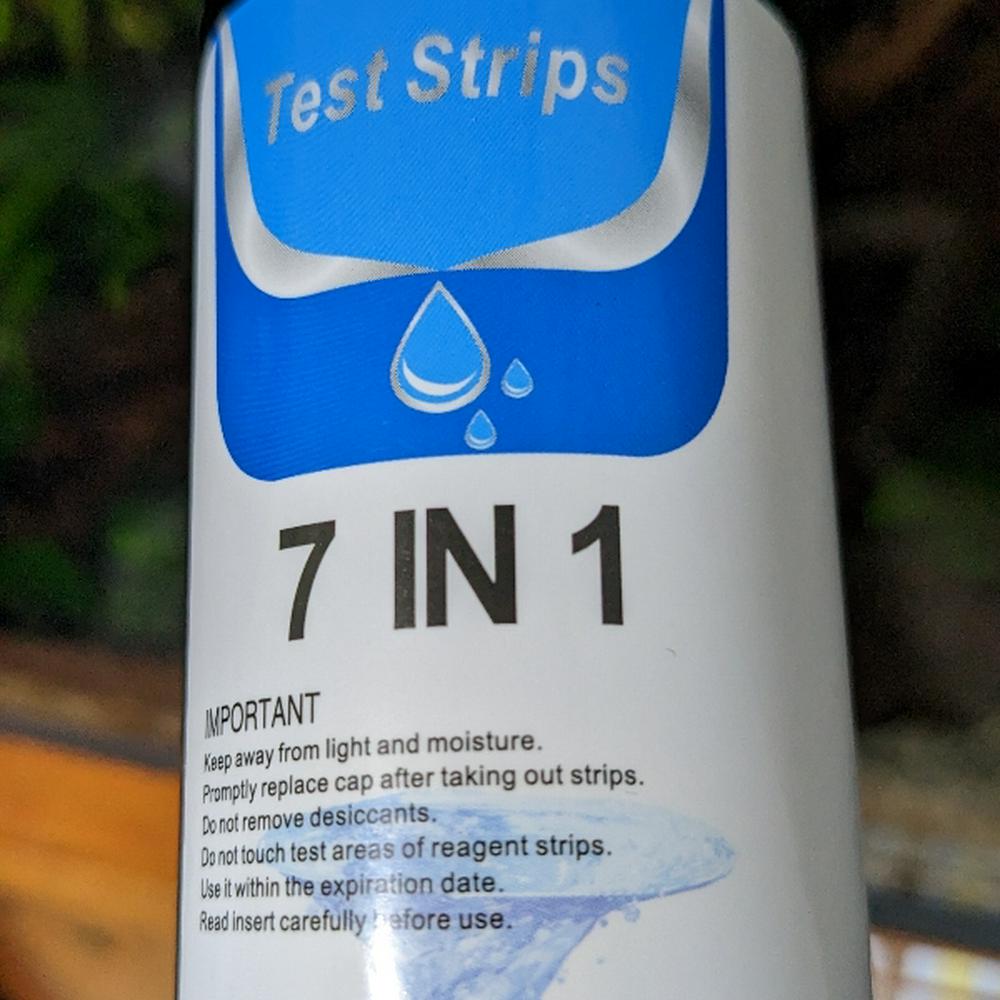 Test Strips
7 IN 1
IMPORTANT
Keep away from light and moisture.
Promptly replace cap after taking out strips.
Do not remove desiccants.
Do not touch test areas of reagent strips.
Use it within the expiration date.
Read insert carefully before use.